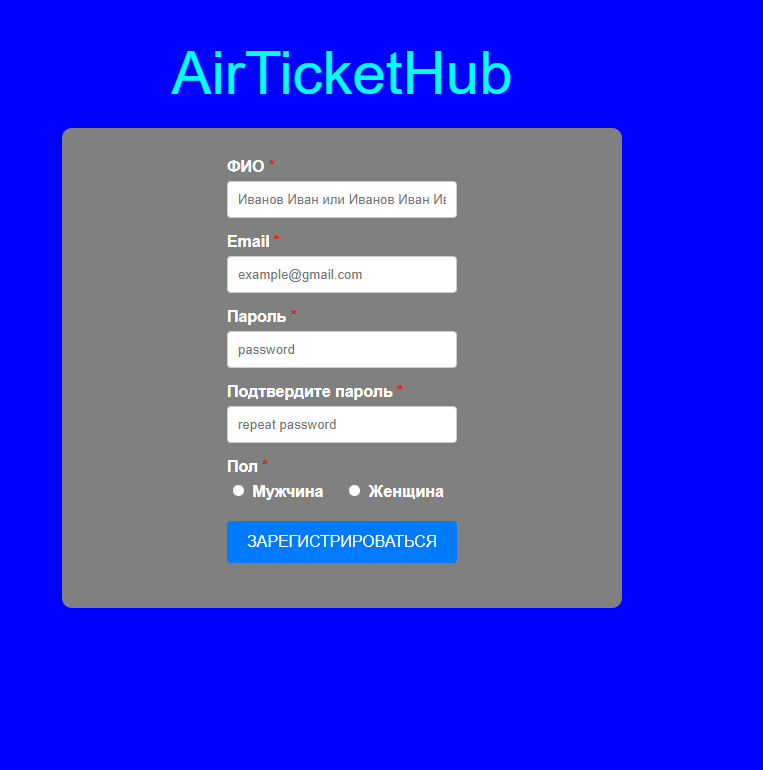 AirTicketHub
ФИО *
Иванов Иван или Иванов Иван Ив
Email *
example@gmail.com
Пароль *
password
Подтвердите пароль *
repeat password
Пол *
Мужчина Женщина
ЗАРЕГИСТРИРОВАТЬСЯ